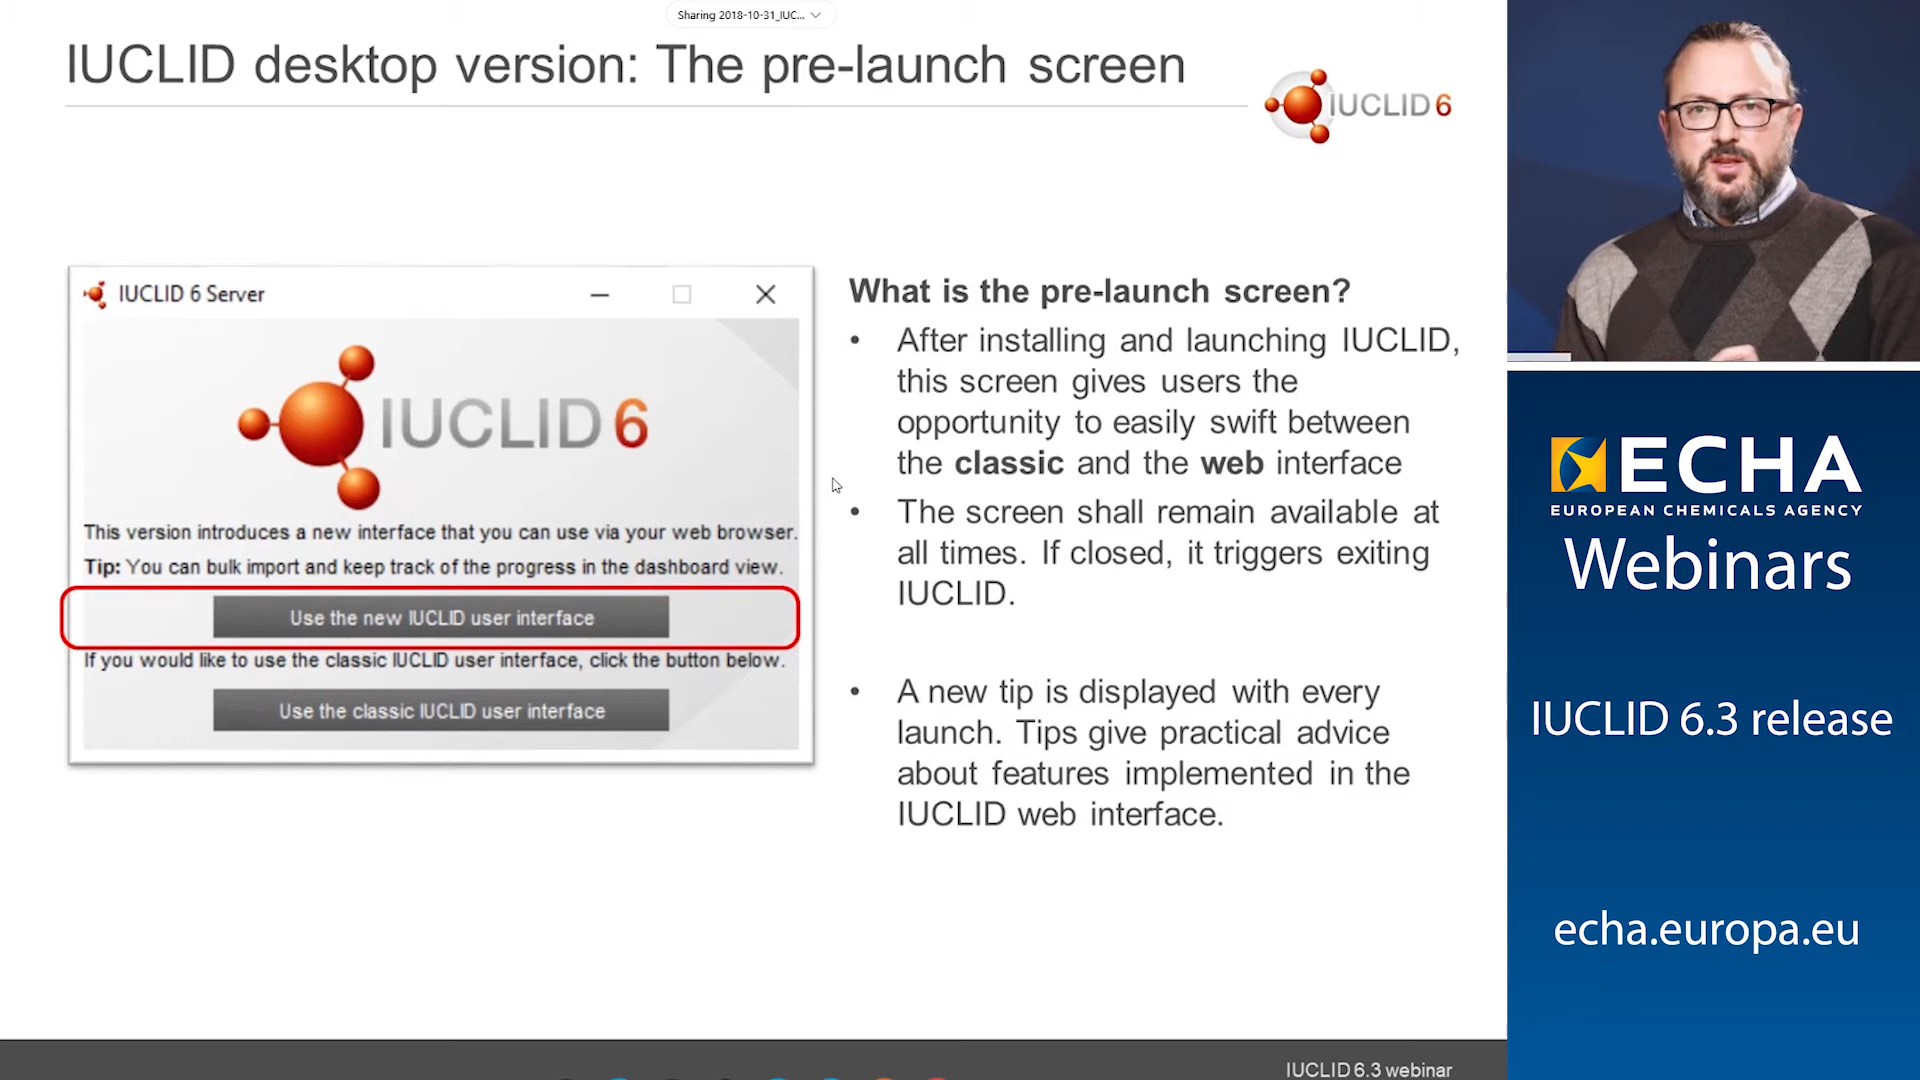 Sharing 2018-10-31_IUC...
IUCLID desktop version: The pre-launch screen
IUCLID 6
IUCLID 6 Server
IUCLID 6
This version introduces a new interface that you can use via your web browser.
Tip: You can bulk import and keep track of the progress in the dashboard view.
Use the new IUCLID user interface
If you would like to use the classic IUCLID user interface, click the button below.
Use the classic IUCLID user interface
What is the pre-launch screen?
• After installing and launching IUCLID,
this screen gives users the
opportunity to easily swift between
the classic and the web interface
• The screen shall remain available at
all times. If closed, it triggers exiting
IUCLID.
• A new tip is displayed with every
launch. Tips give practical advice
about features implemented in the
IUCLID web interface.
IUCLID 6.3 webinar
ECHA
EUROPEAN CHEMICALS AGENCY
Webinars
IUCLID 6.3 release
echa.europa.eu